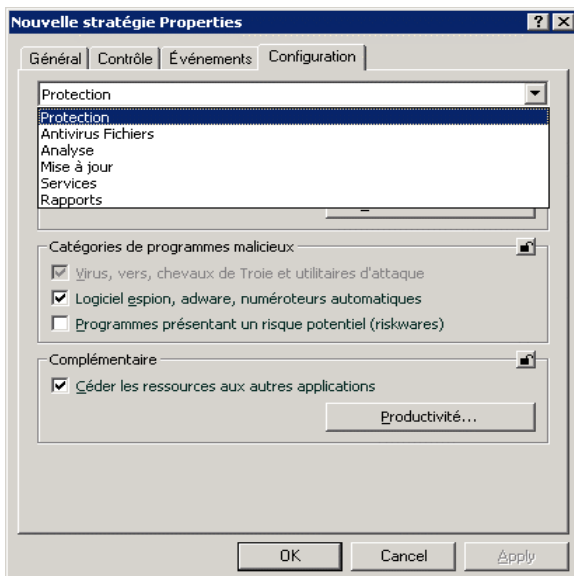 Nouvelle stratégie Properties
Général Contrôle Événements Configuration
Protection
Protection
Antivirus Fichiers
Analyse
Mise à jour
Services
Rapports
Catégories de programmes malicieux
Virus, vers, chevaux de Troie et utilitaires d'attaque
Logiciel espion, adware, numéroteurs automatiques
Programmes présentant un risque potentiel (riskwares)
Complémentaire
Céder les ressources aux autres applications
Productivité...
OK Cancel Apply